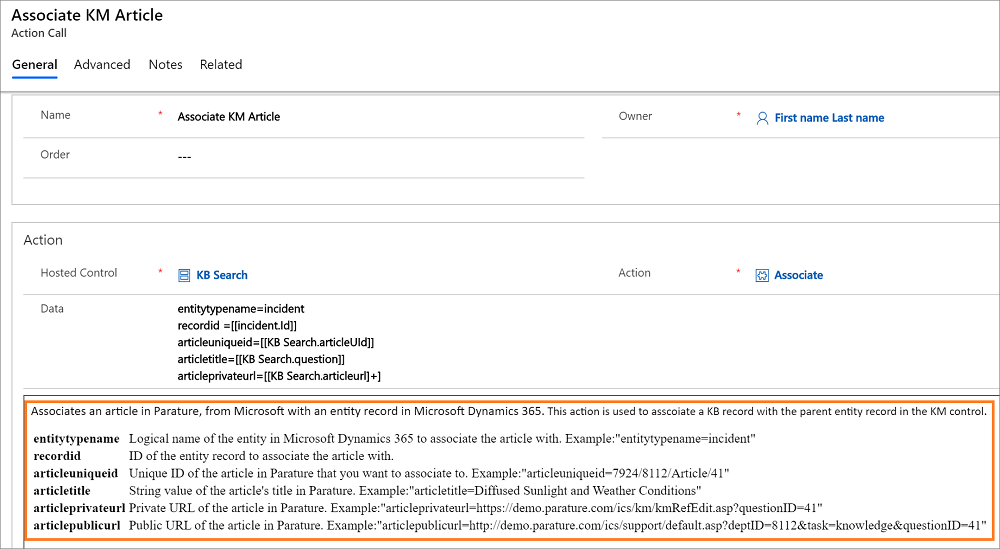 Associate KM Article
Action Call
General Advanced Notes Related
Name * Associate KM Article Owner * First name Last name
Order ---
Action
Hosted Control * KB Search Action * Associate
Data entitytypename=incident
recordid =[[incident.Id]]
articleuniqueid=[[KB Search.articleUId]]
articletitle=[[KB Search.question]]
articleprivateurl=[[KB Search.articleurl]+]
Associates an article in Parature, from Microsoft with an entity record in Microsoft Dynamics 365. This action is used to asscoiate a KB record with the parent entity record in the KM control.
entitytypename Logical name of the entity in Microsoft Dynamics 365 to associate the article with. Example:"entitytypename=incident"
recordid ID of the entity record to associate the article with.
articleuniqueid Unique ID of the article in Parature that you want to associate to. Example:"articleuniqueid=7924/8112/Article/41"
articletitle String value of the article's title in Parature. Example:"articletitle=Diffused Sunlight and Weather Conditions"
articleprivateurl Private URL of the article in Parature. Example:"articleprivateurl=https://demo.parature.com/ics/km/kmRefEdit.asp?questionID=41"
articlepublicurl Public URL of the article in Parature. Example:"articlepublicurl=http://demo.parature.com/ics/support/default.asp?deptID=8112&task=knowledge&questionID=41"